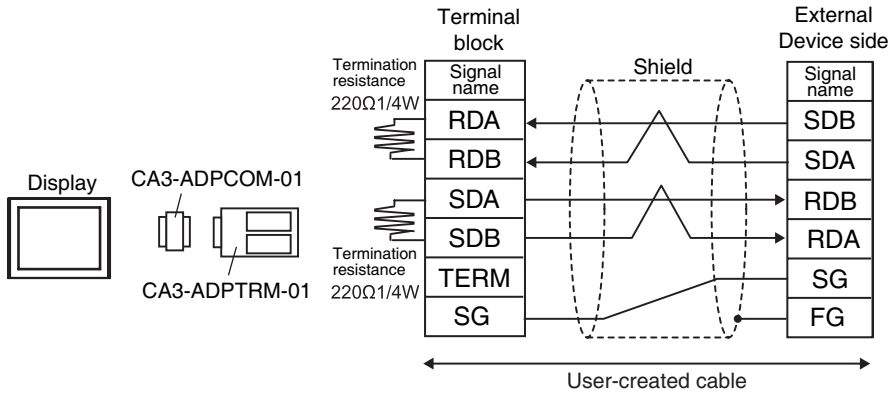 Terminal
block
External
Device side
Termination
resistance
220Ω1/4W
Signal
name
Shield
Signal
name
RDA
SDB
RDB
SDA
Display
CA3-ADPCOM-01
SDA
RDB
SDB
RDA
Termination
resistance
220Ω1/4W
CA3-ADPTRM-01
TERM
SG
SG
FG
User-created cable